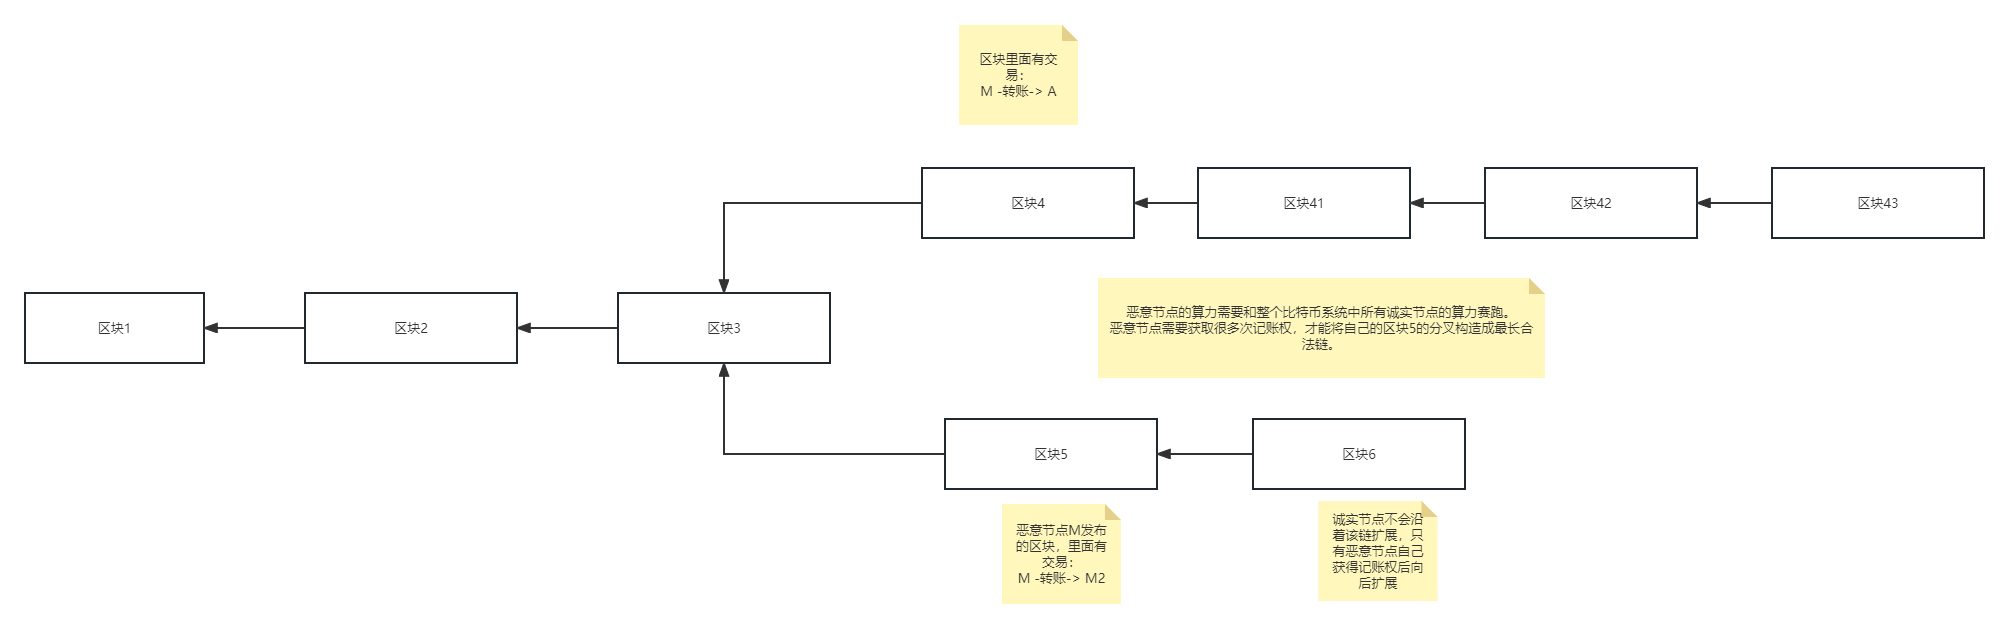 区块里面有交
易：
M -转账-> A
区块4
区块41
区块42
区块43
区块1
区块2
区块3
恶意节点的算力需要和整个比特币系统中所有诚实节点的算力赛跑。
恶意节点需要获取很多次记账权，才能将自己的区块5的分叉构造成最长合
法链。
区块5
区块6
恶意节点M发布
的区块，里面有
交易：
M -转账-> M2
诚实节点不会沿
着该链扩展，只
有恶意节点自己
获得记账权后向
后扩展